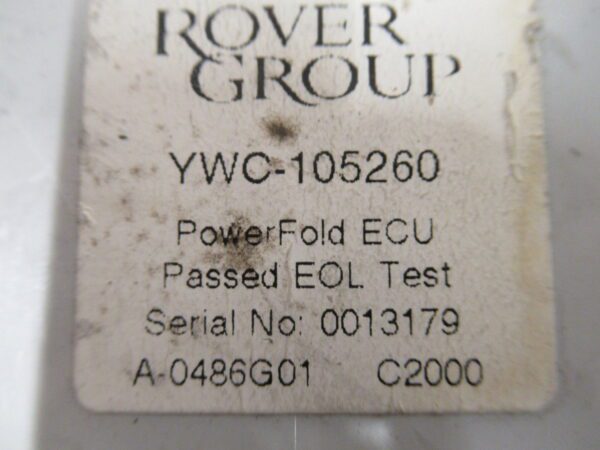 ROVER
GROUP
YWC-105260
PowerFold ECU
Passed EOL Test
Serial No: 0013179
A-0486G01 C2000